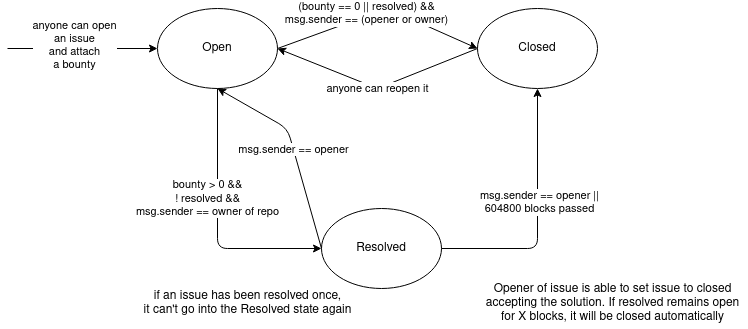 (bounty == 0 || resolved) &&
msg.sender == (opener or owner)
anyone can open
an issue
and attach
a bounty
Open
Closed
anyone can reopen it
msg.sender == opener
bounty > 0 &&
! resolved &&
msg.sender == owner of repo
msg.sender == opener ||
604800 blocks passed
Resolved
if an issue has been resolved once,
it can't go into the Resolved state again
Opener of issue is able to set issue to closed
accepting the solution. If resolved remains open
for X blocks, it will be closed automatically